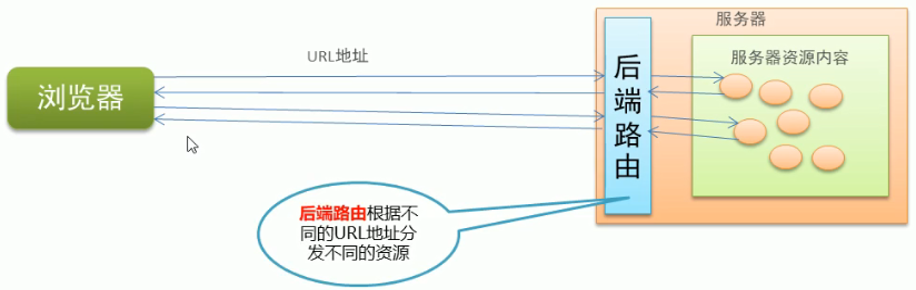 服务器
URL地址
服务器资源内容
浏览器
后端路由
后端路由根据不
同的URL地址分
发不同的资源